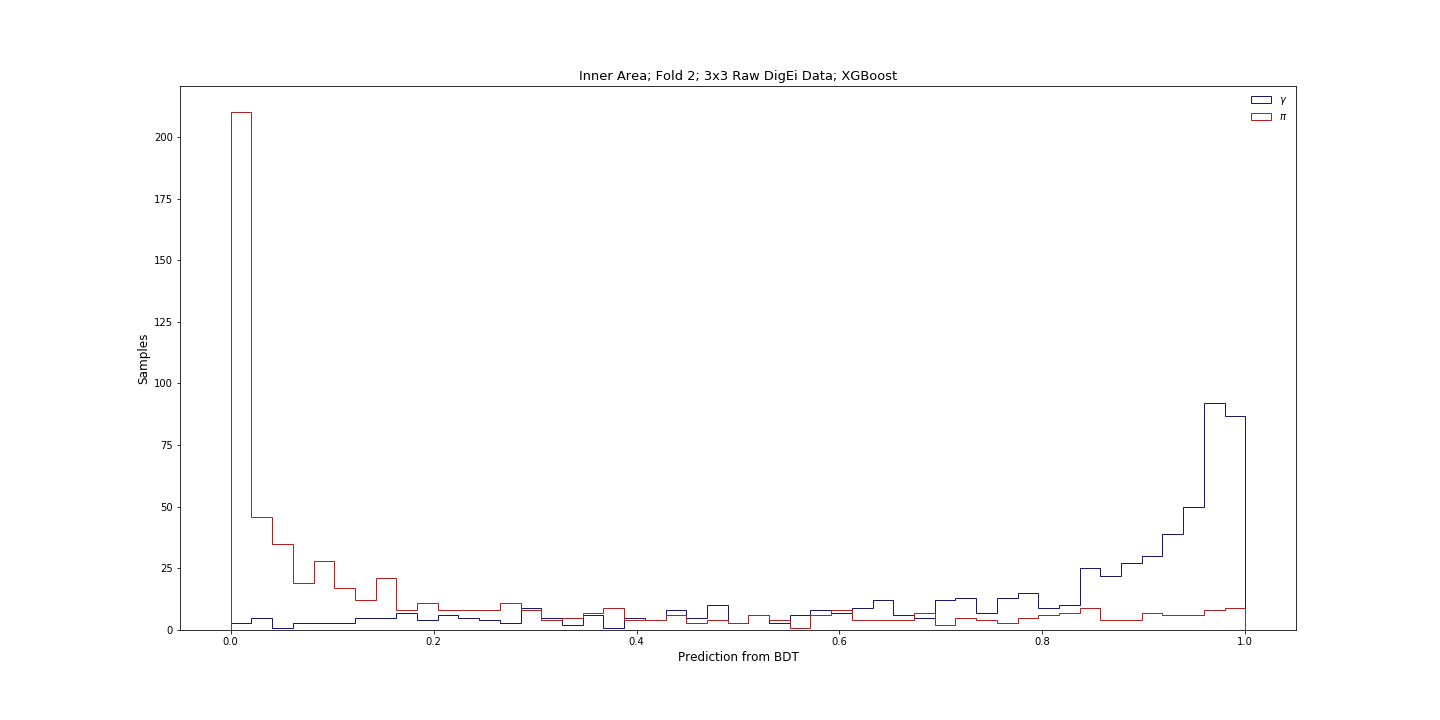 Inner Area; Fold 2; 3x3 Raw DigEi Data; XGBoost
γ
π
200
175
150
125
100
75
50
25
0
Samples
0.0 0.2 0.4 0.6 0.8 1.0
Prediction from BDT